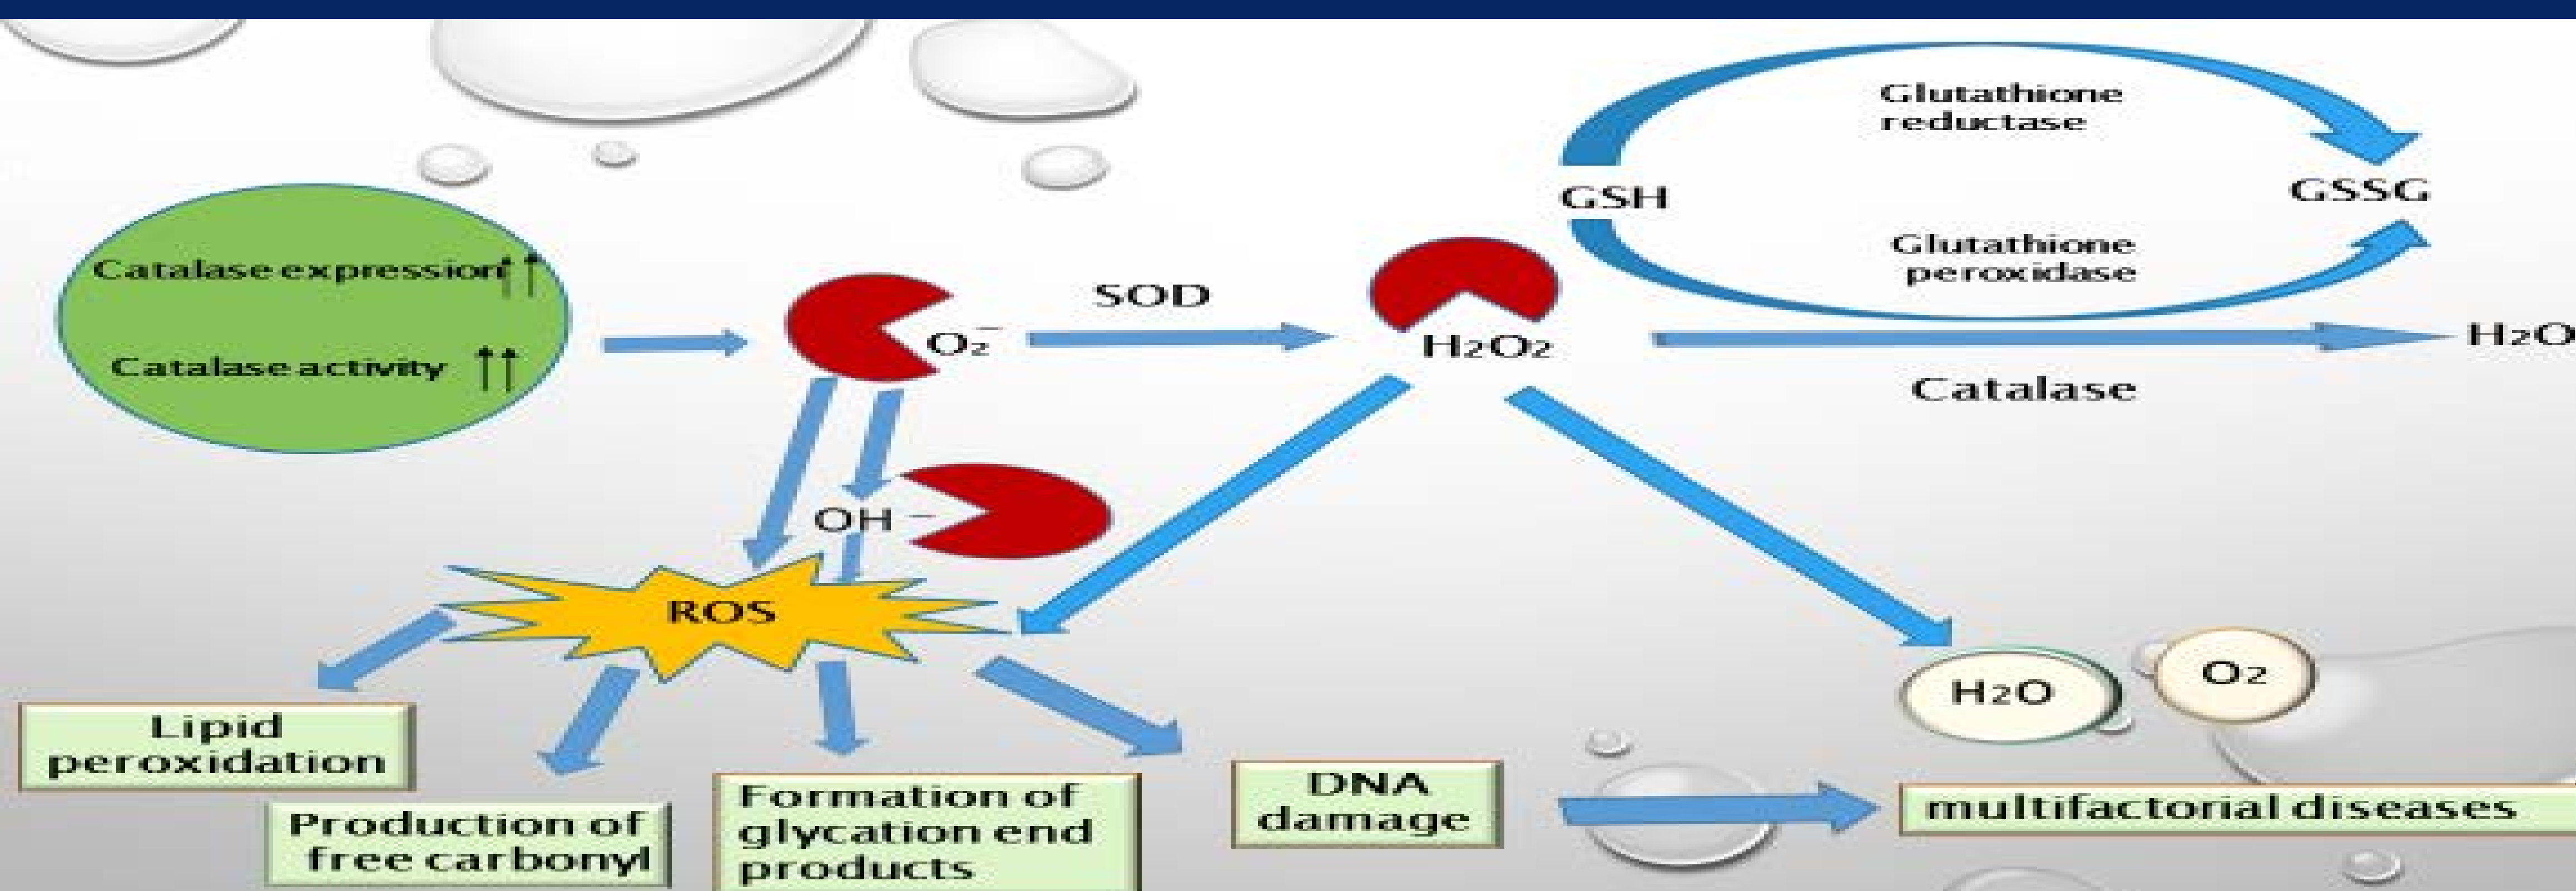 Glutathione
reductase
GSH
GSSG
Glutathione
peroxidase
Catalase expression↑↑
Catalase activity ↑↑
O₂⁻
SOD
H₂O₂
H₂O
Catalase
OH –
ROS
H₂O
O₂
Lipid
peroxidation
Production of
free carbonyl
Formation of
glycation end
products
DNA
damage
multifactorial diseases